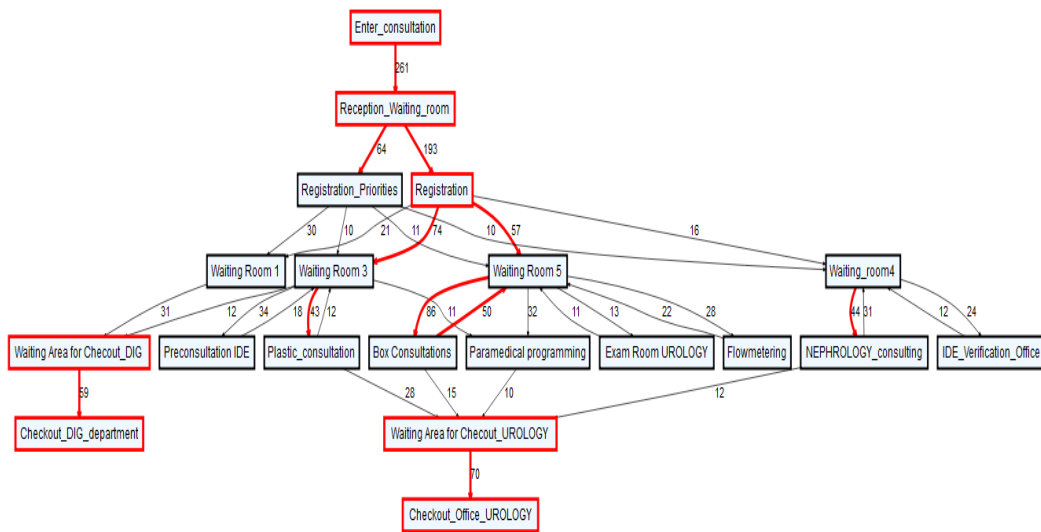 Enter_consultation
261
Reception_Waiting_room
64 193
Registration_Priorities Registration
30 10 21 11 74 10 57 16
Waiting Room 1 Waiting Room 3 Waiting Room 5 Waiting_room4
31 12 34 18 43 12 11 86 50 32 11 13 22 28 44 31 12 24
Waiting Area for Checout_DIG Preconsultation IDE Plastic_consultation Box Consultations Paramedical programming Exam Room UROLOGY Flowmetering NEPHROLOGY_consulting IDE_Verification_Office
59 28 15 10 12
Checkout_DIG_department Waiting Area for Checout_UROLOGY
70
Checkout_Office_UROLOGY